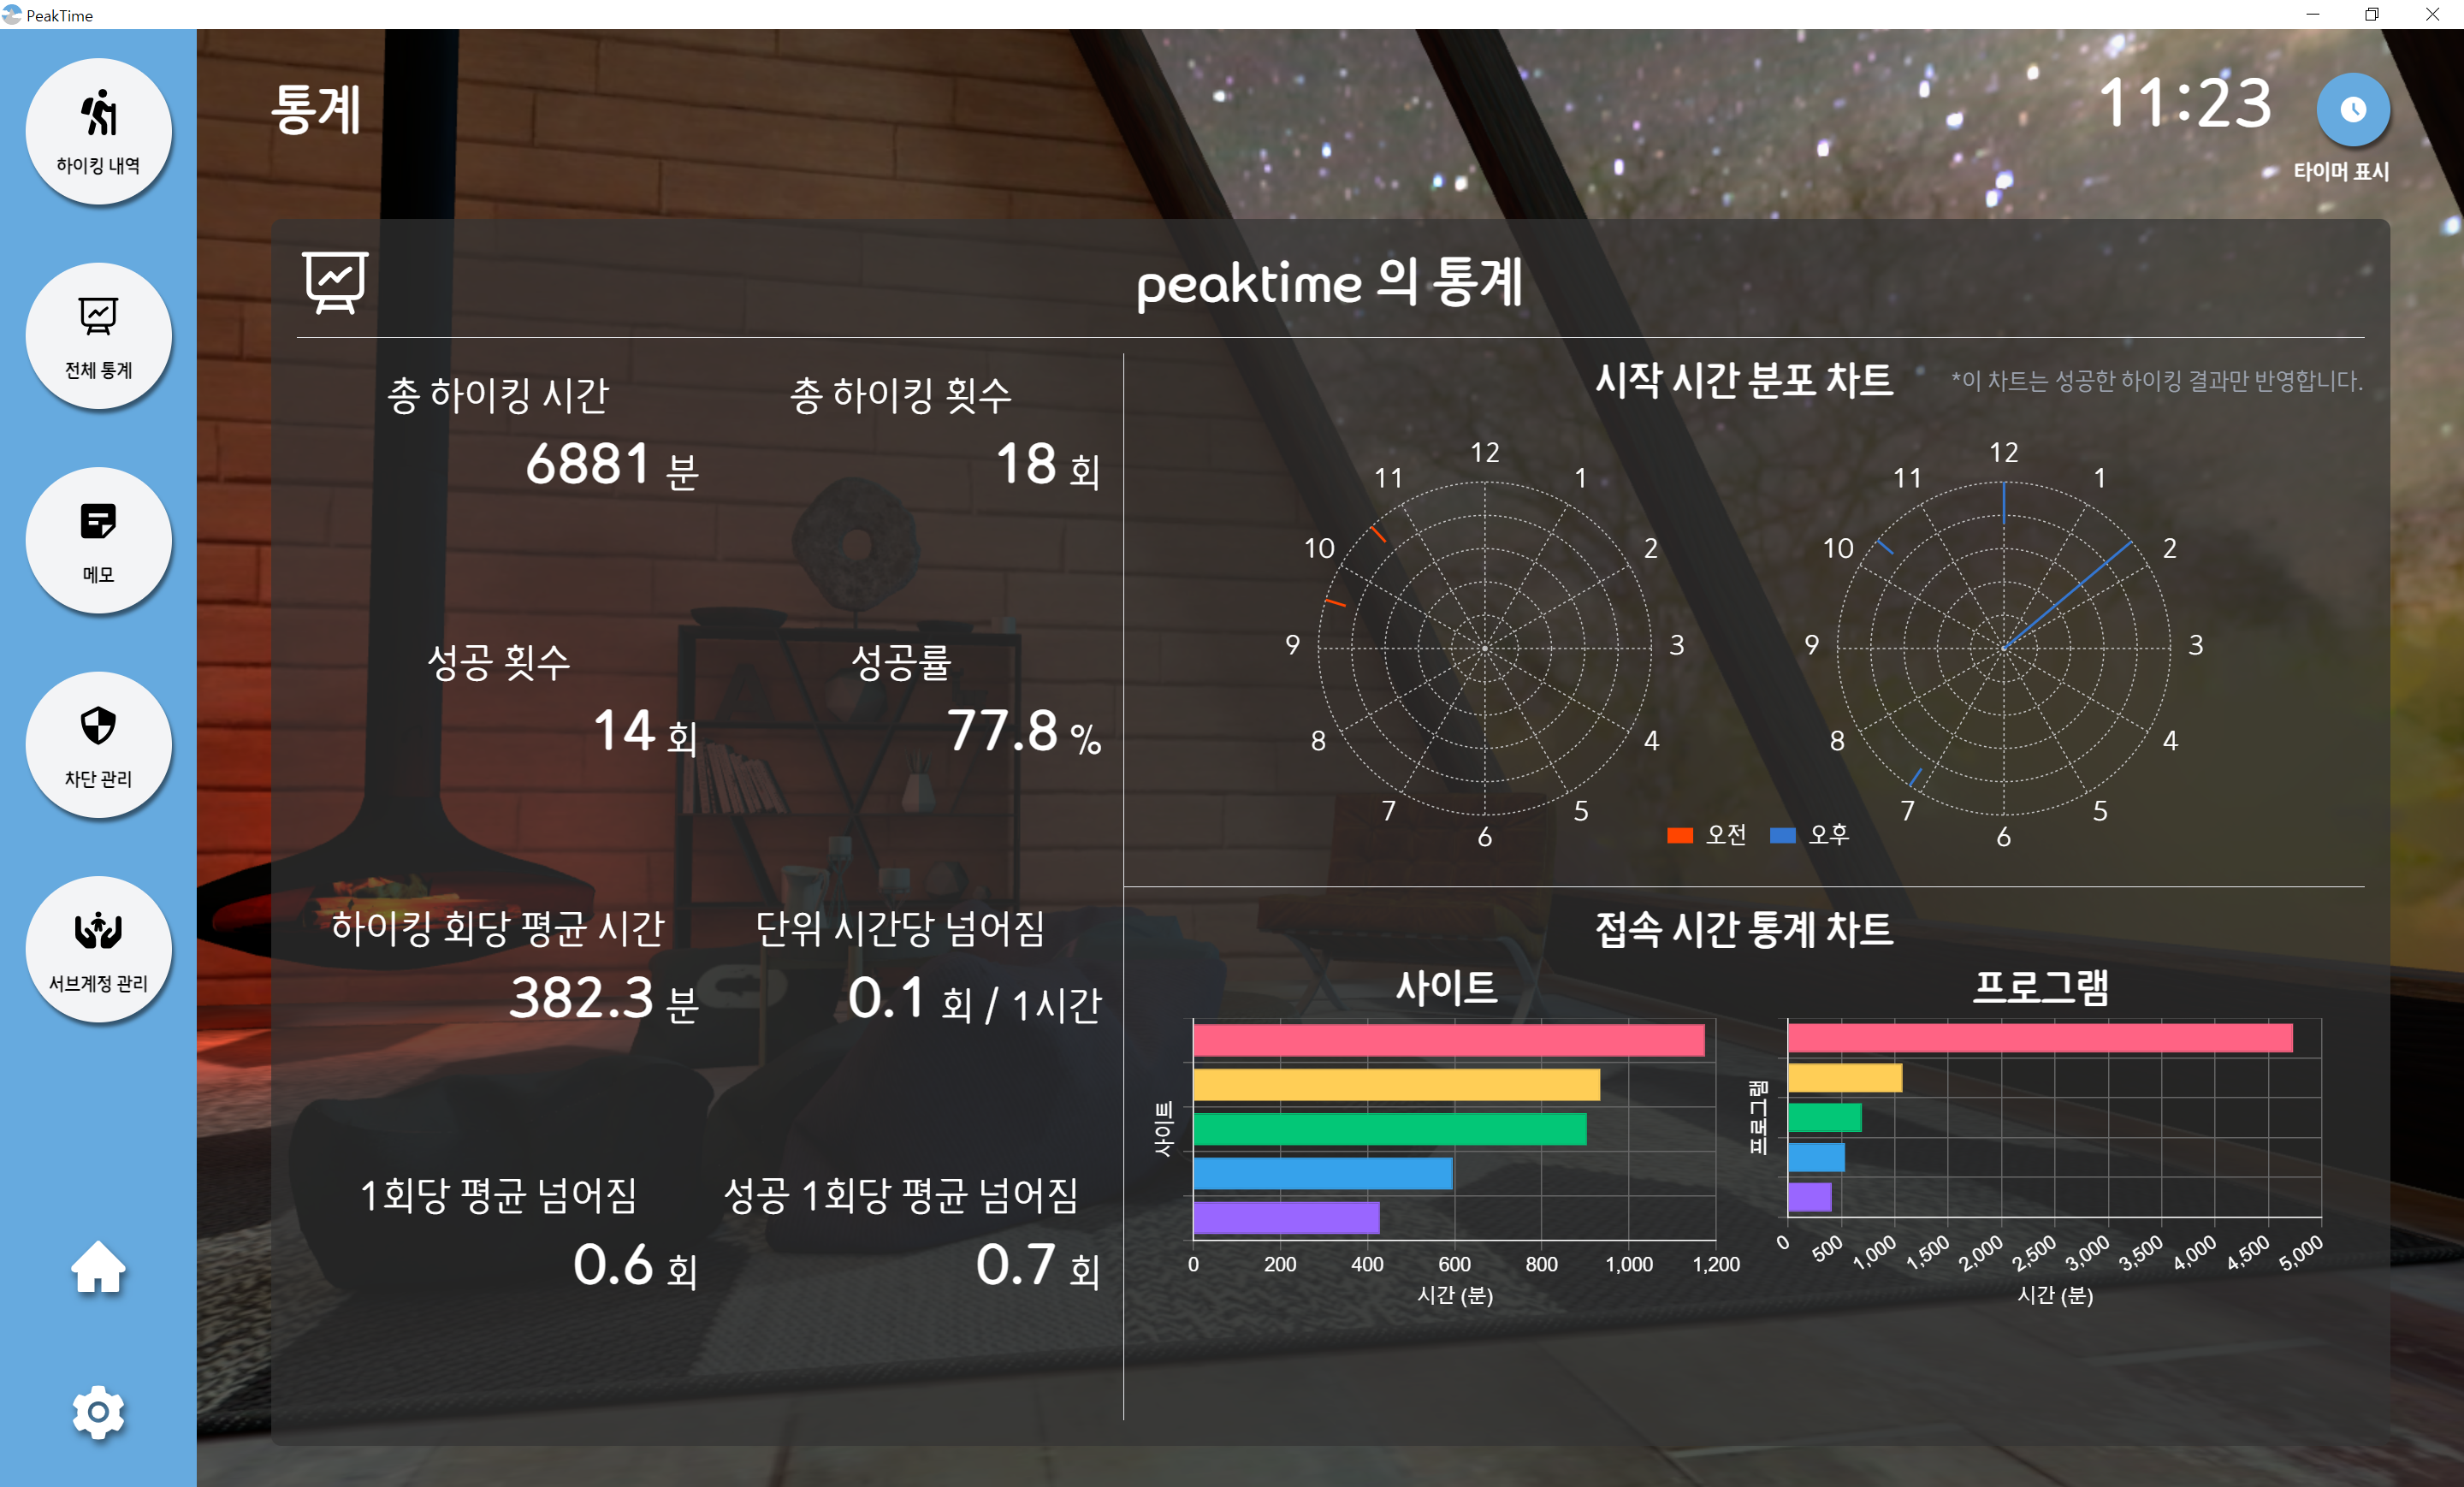 PeakTime
하이킹 내역
전체 통계
메모
차단 관리
서브계정 관리
통계
11:23
타이머 표시
peaktime 의 통계
총 하이킹 시간
6881 분
총 하이킹 횟수
18 회
성공 횟수
14 회
성공률
77.8 %
하이킹 회당 평균 시간
382.3 분
단위 시간당 넘어짐
0.1 회 / 1시간
1회당 평균 넘어짐
0.6 회
성공 1회당 평균 넘어짐
0.7 회
시작 시간 분포 차트
*이 차트는 성공한 하이킹 결과만 반영합니다.
12
1
2
3
4
5
6
7
8
9
10
11
12
1
2
3
4
5
6
7
8
9
10
11
오전
오후
접속 시간 통계 차트
사이트
사이트
0 200 400 600 800 1,000 1,200
시간 (분)
프로그램
프로그램
0 500 1,000 1,500 2,000 2,500 3,000 3,500 4,000 4,500 5,000
시간 (분)